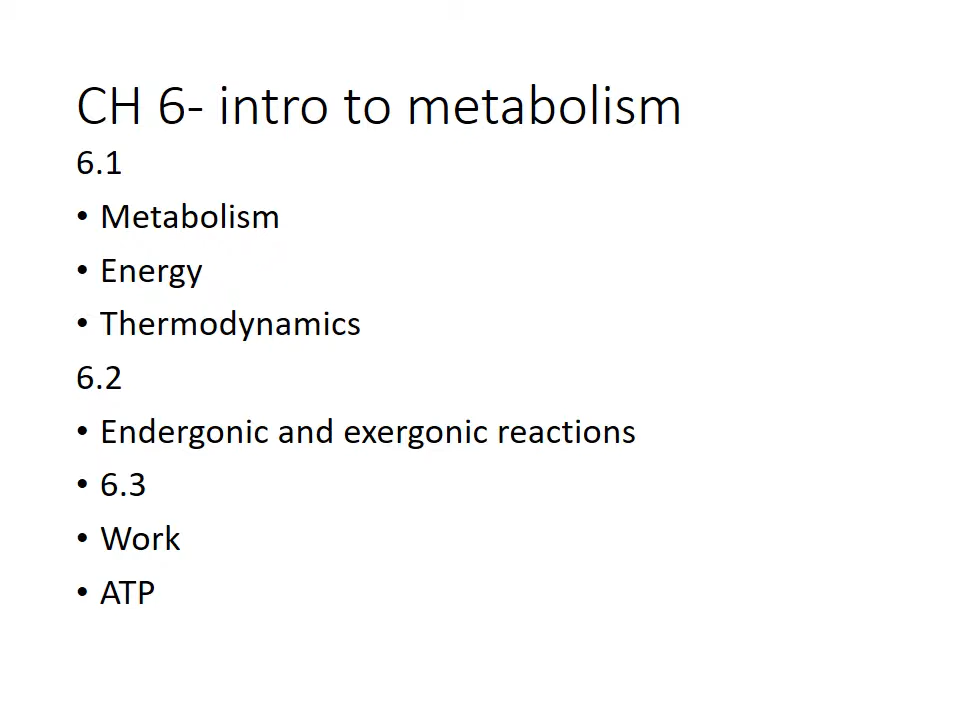 CH 6- intro to metabolism
6.1
• Metabolism
• Energy
• Thermodynamics
6.2
• Endergonic and exergonic reactions
• 6.3
• Work
• ATP